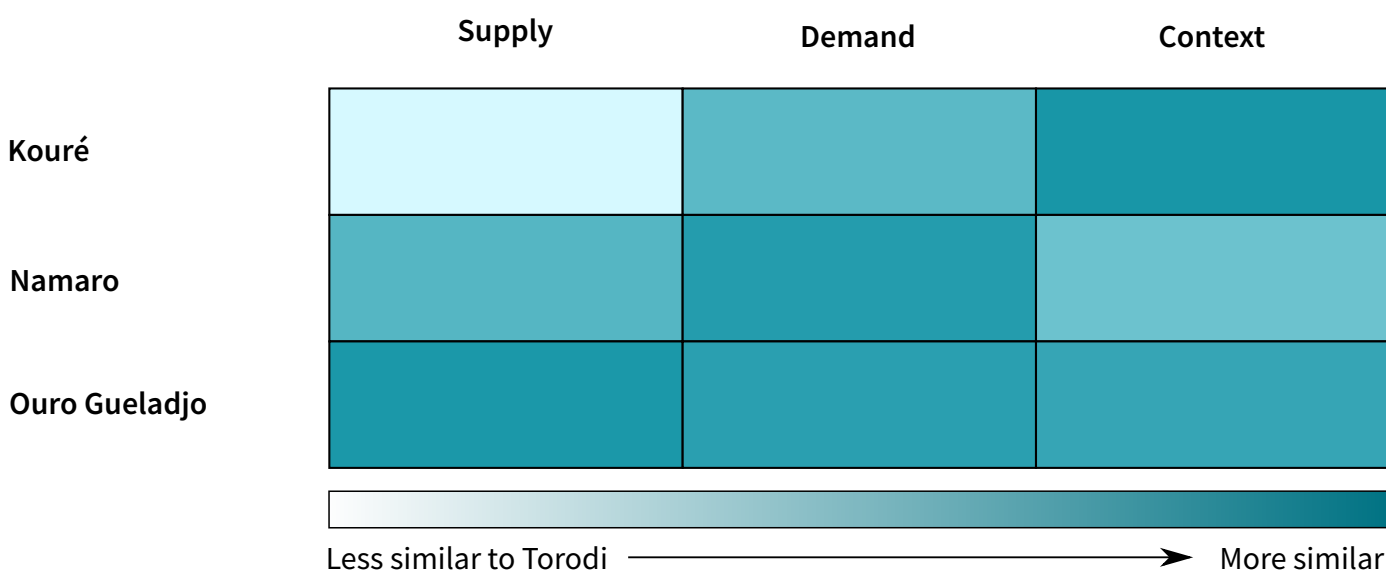 Supply Demand Context
Kouré
Namaro
Ouro Gueladjo
Less similar to Torodi More similar